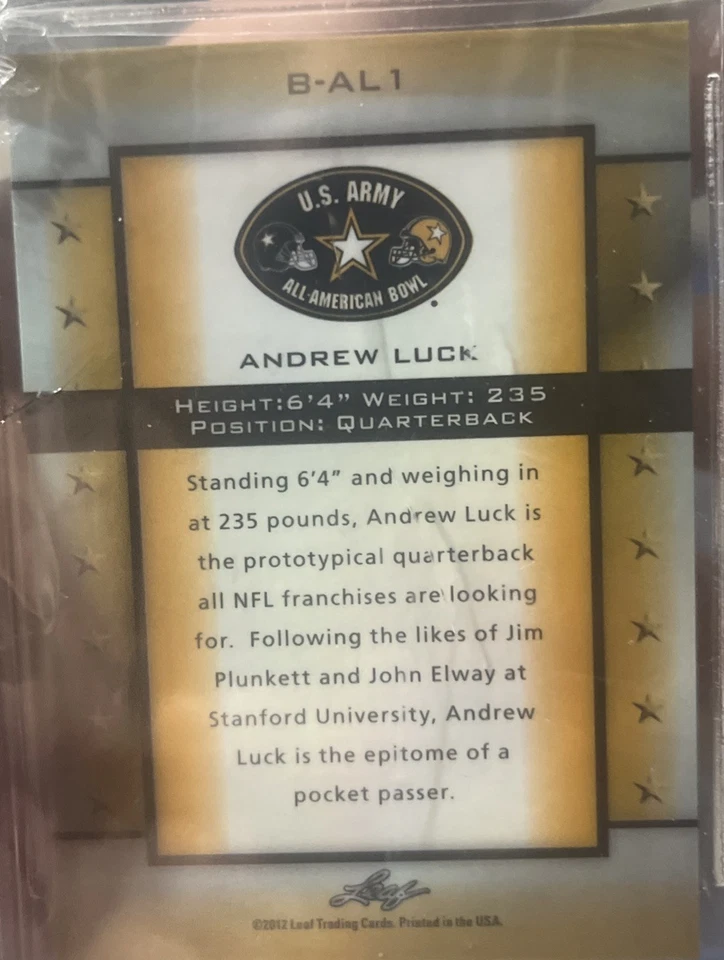 B-AL1
U.S. ARMY
ALL-AMERICAN BOWL
ANDREW LUCK
HEIGHT:6'4" WEIGHT: 235
POSITION: QUARTERBACK
Standing 6'4" and weighing in
at 235 pounds, Andrew Luck is
the prototypical quarterback
all NFL franchises are looking
for. Following the likes of Jim
Plunkett and John Elway at
Stanford University, Andrew
Luck is the epitome of a
pocket passer.
Leaf
©2012 Leaf Trading Cards. Printed in the USA.